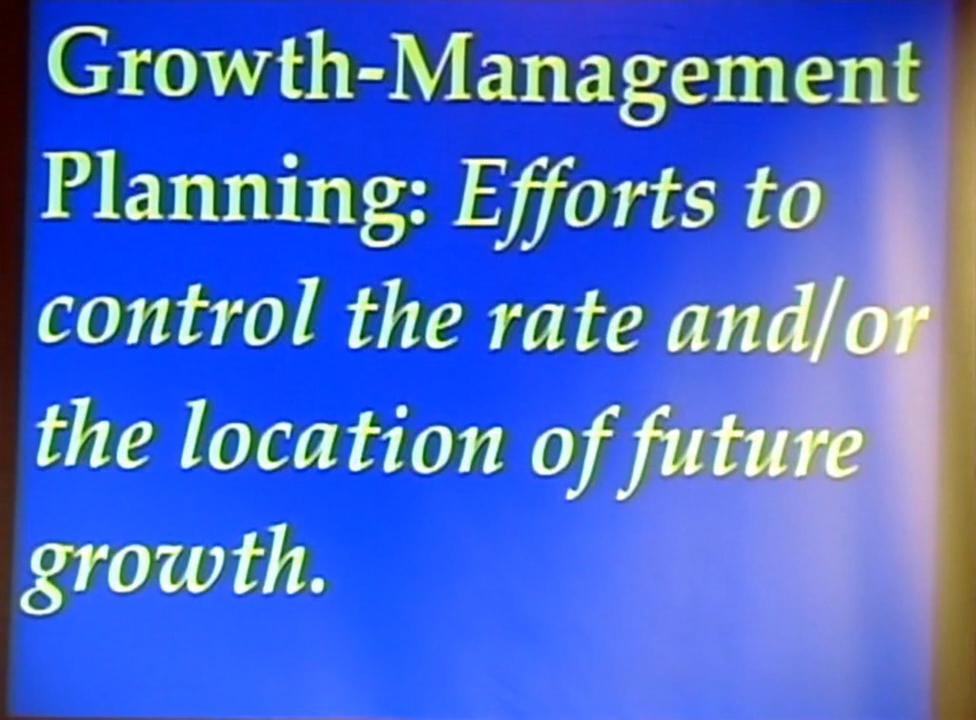 Growth-Management
Planning: Efforts to
control the rate and/or
the location of future
growth.